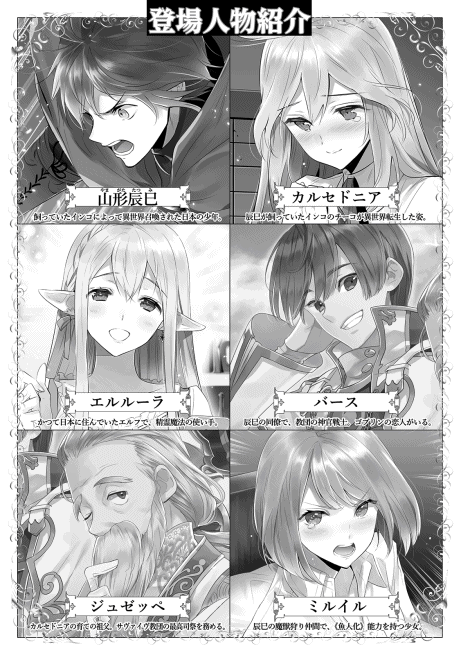 登場人物紹介
やまがたたつみ
山形辰巳
飼っていたインコによって異世界召喚された日本の少年。
カルセドニア
辰巳が飼っていたインコのチーコが異世界転生した姿。
エルルーラ
かつて日本に住んでいたエルフで、精霊魔法の使い手。
バース
辰巳の同僚で、教団の神官戦士。ゴブリンの恋人がいる。
ジュゼッペ
カルセドニアの育ての祖父。サヴァイヴ教団の最高司祭を務める。
ミルイル
辰巳の魔獣狩り仲間で、《魚人化》能力を持つ少女。